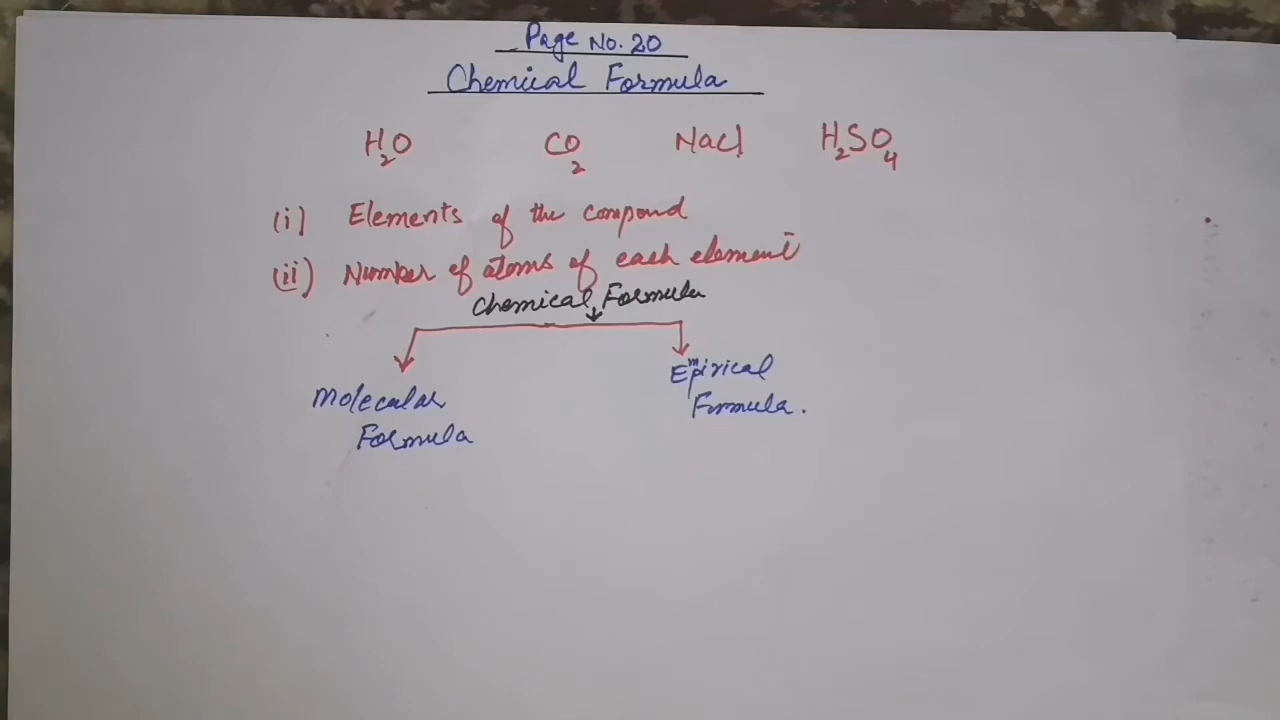 Page No. 20
Chemical Formula
H₂O CO₂ NaCl H₂SO₄
(i) Elements of the compond
(ii) Number of atoms of each element
Chemical Formula
Molecular Empirical
Formula Formula.